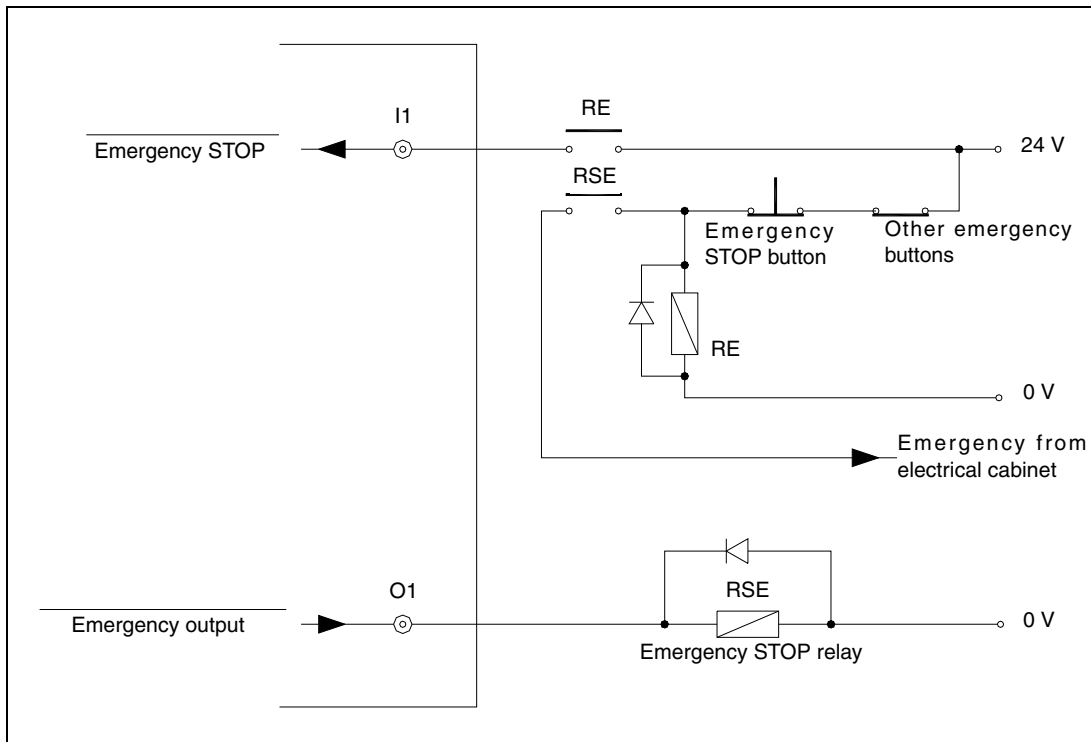 RE
I1
Emergency STOP
24 V
RSE
Emergency
STOP button
Other emergency
buttons
RE
0 V
Emergency from
electrical cabinet
O1
RSE
Emergency output
0 V
Emergency STOP relay